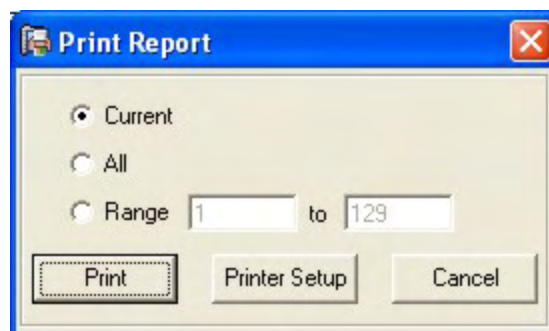 Print Report
Current
All
Range 1 to 129
Print Printer Setup Cancel